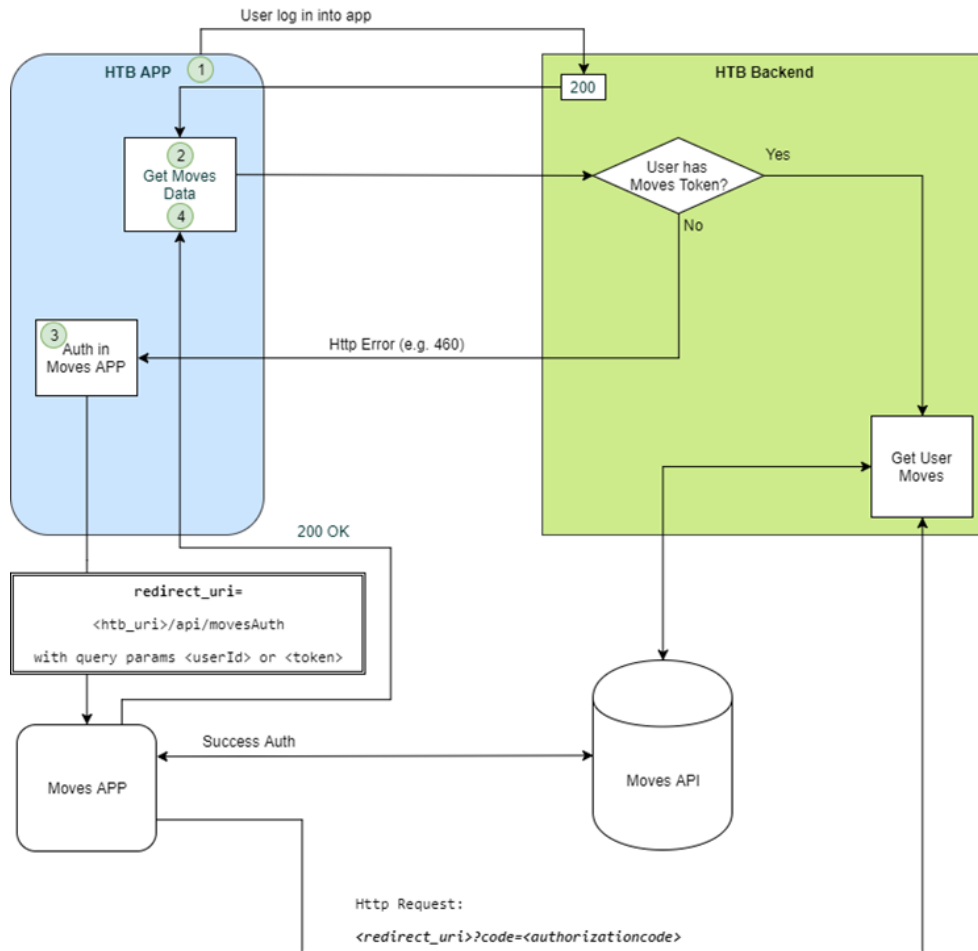 User log in into app
HTB APP
1
HTB Backend
200
2
Get Moves
Data
4
User has
Moves Token?
Yes
No
3
Auth in
Moves APP
Http Error (e.g. 460)
Get User
Moves
200 OK
redirect_uri=
<htb_uri>/api/movesAuth
with query params <userId> or <token>
Success Auth
Moves APP
Moves API
Http Request:
<redirect_uri>?code=<authorizationcode>